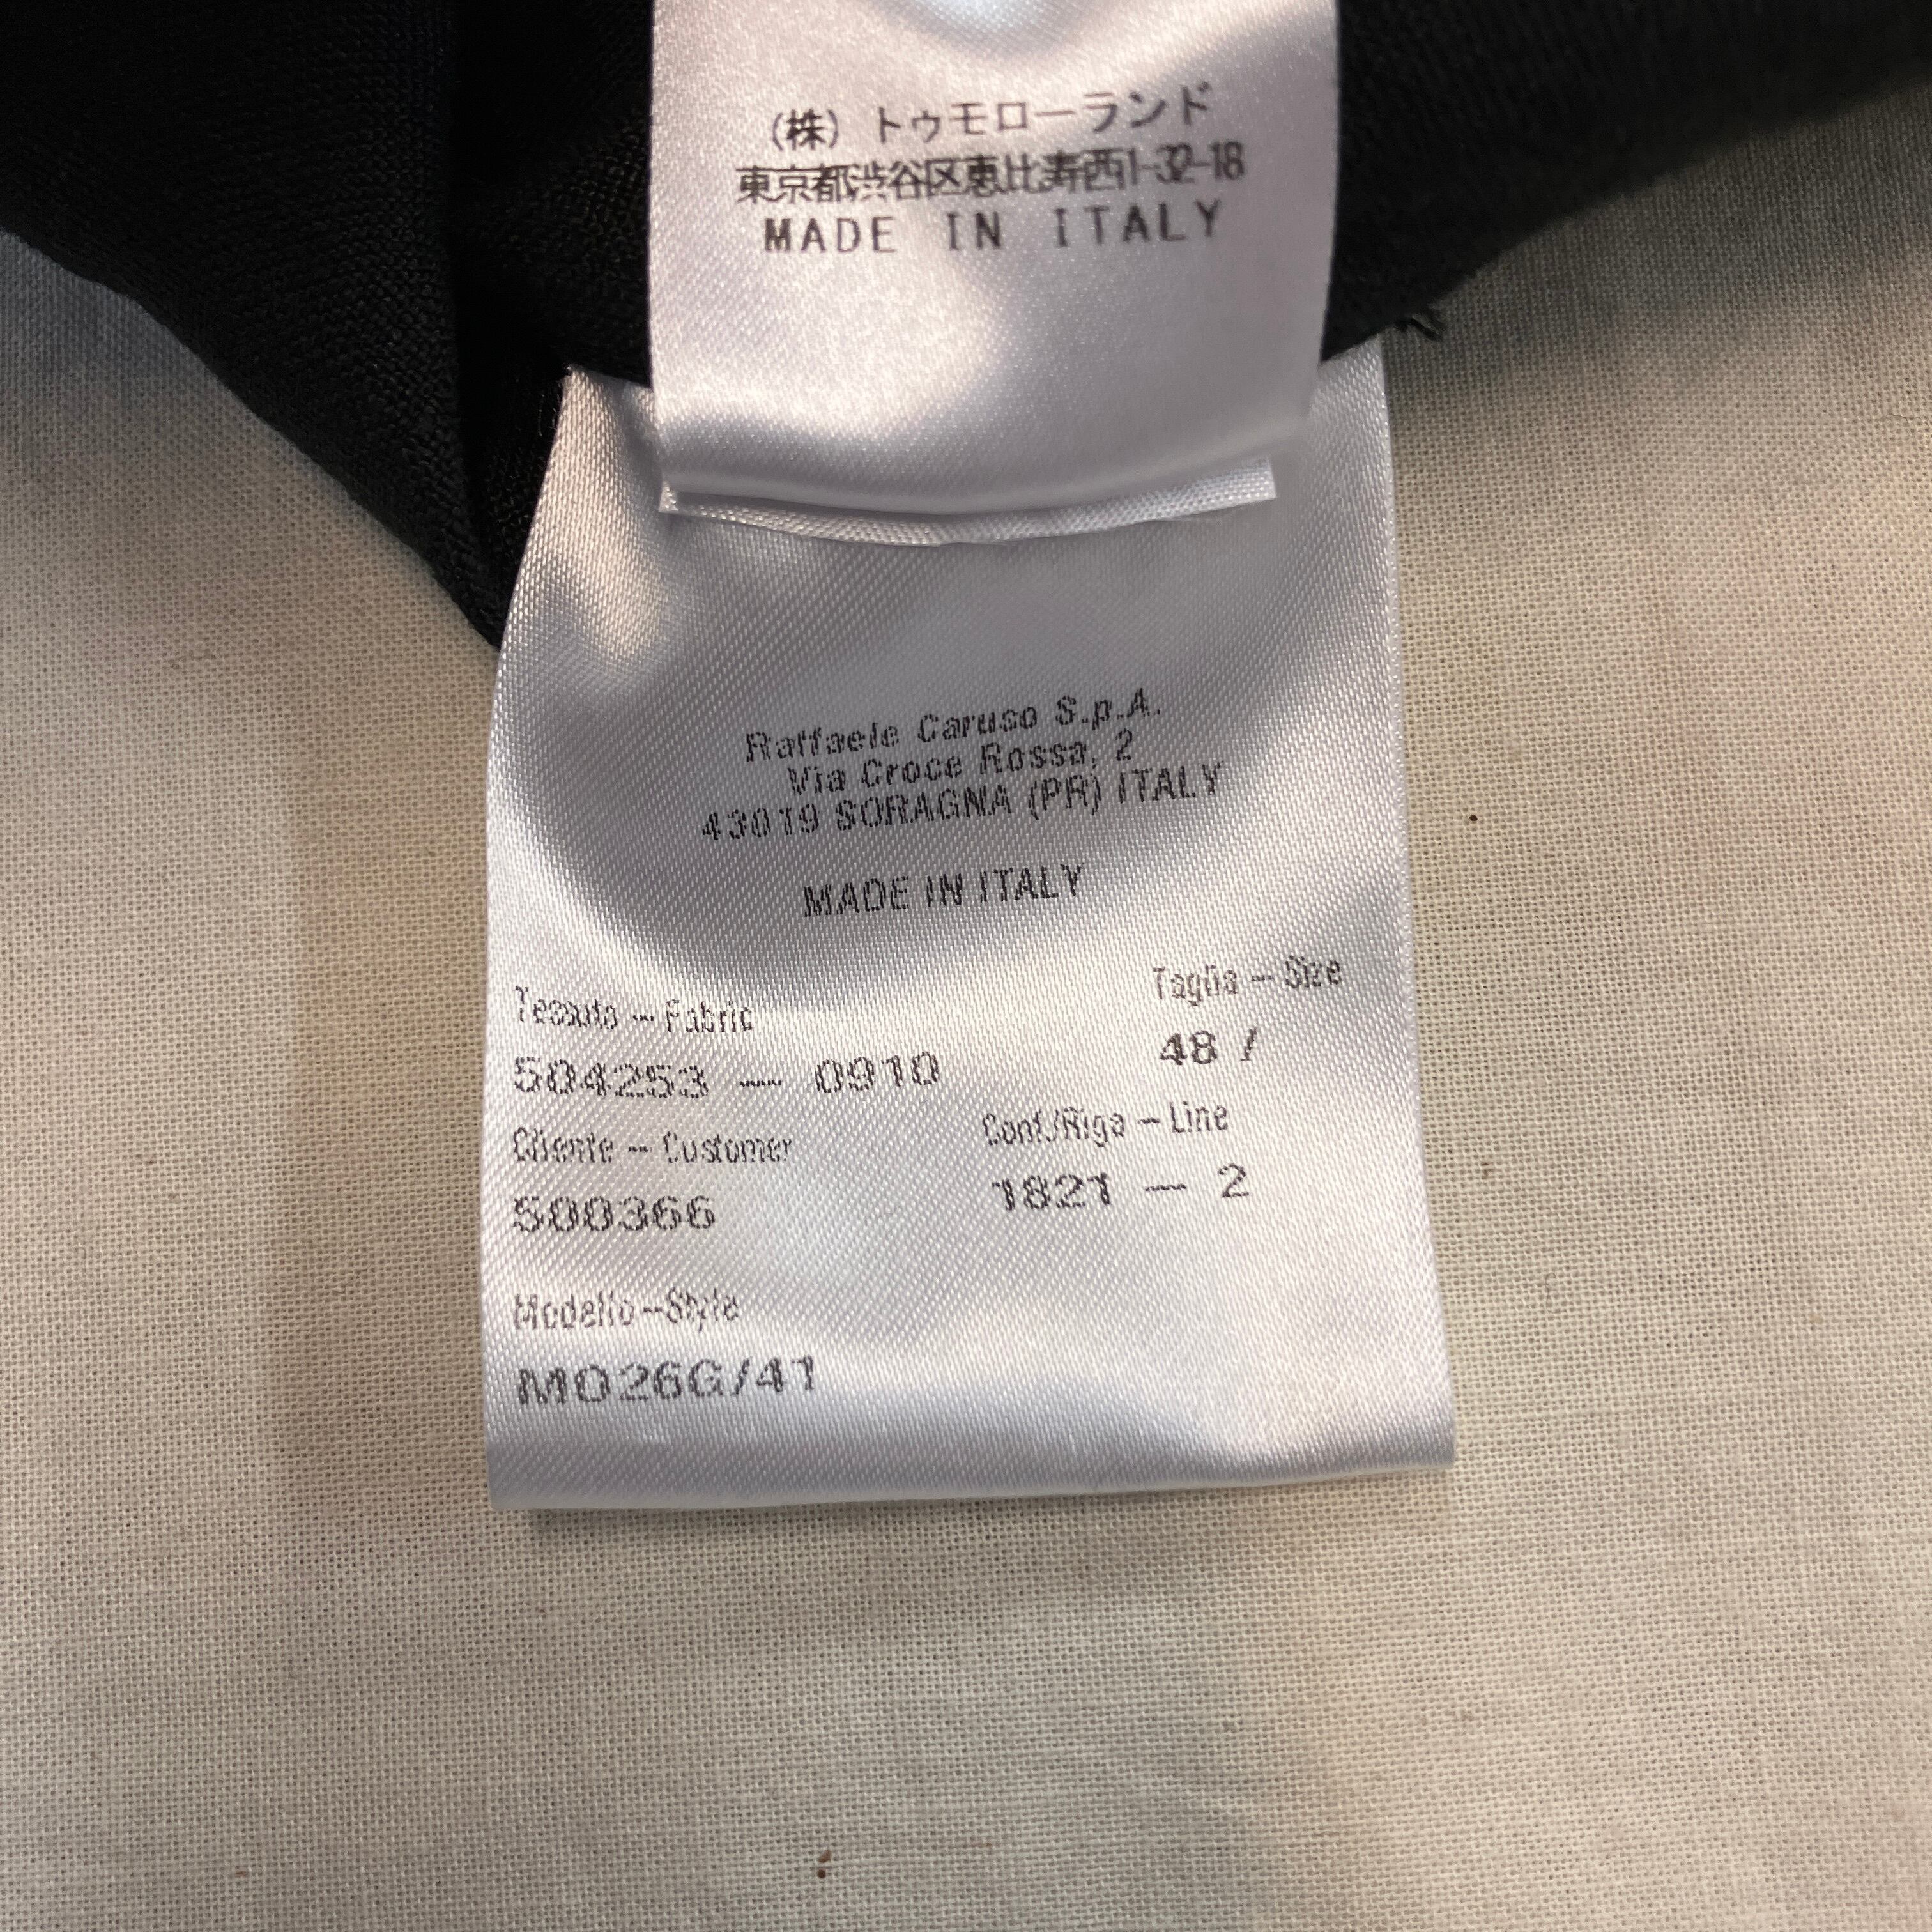 (株) トゥモローランド
東京都渋谷区恵比寿西1-32-18
MADE IN ITALY
Raffaele Caruso S.p.A.
Via Croce Rossa, 2
43019 SORAGNA (PR) ITALY
MADE IN ITALY
Tessuto - Fabric
Taglia - Size
504253 - 0910
48 /
Cliente - Customer
Conf./Riga - Line
500366
1821 - 2
Modello-Style
MO26G/41